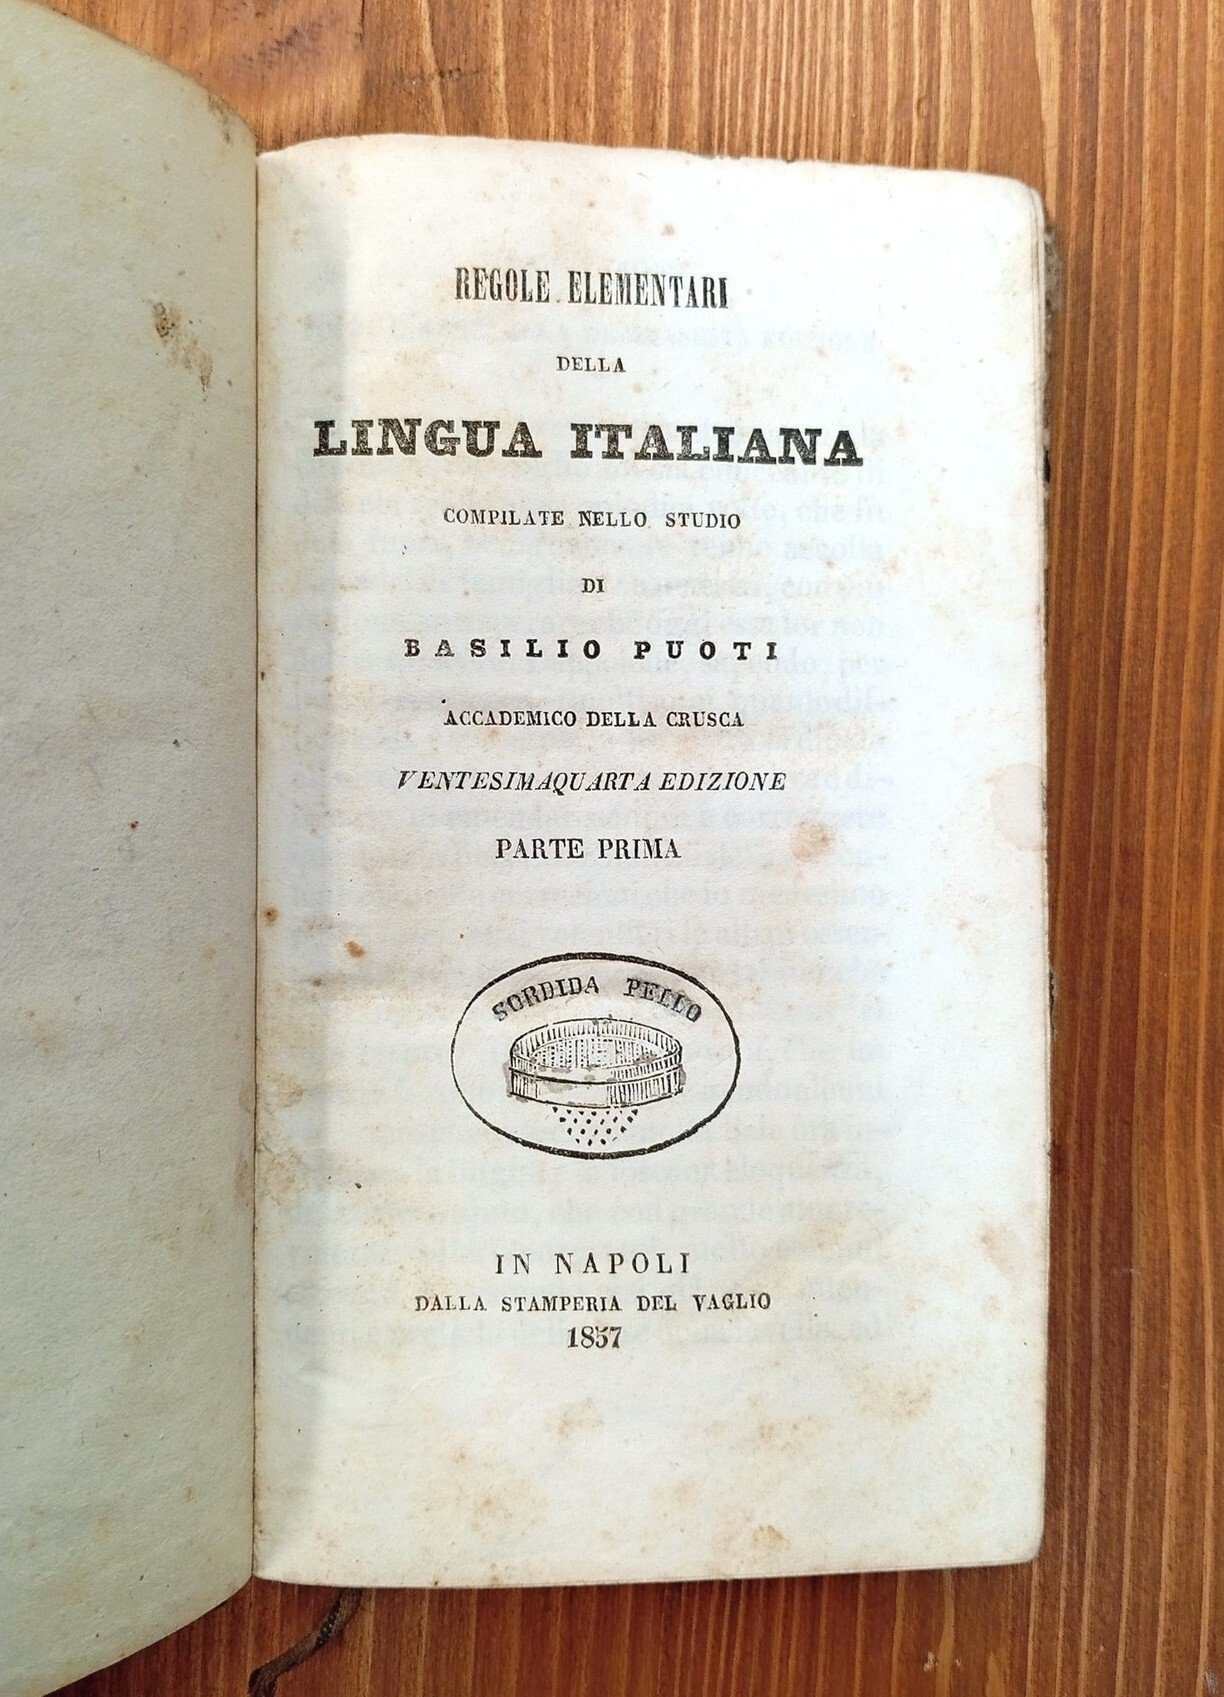 REGOLE ELEMENTARI
DELLA
LINGUA ITALIANA
COMPILATE NELLO STUDIO
DI
BASILIO PUOTI
ACCADEMICO DELLA CRUSCA
VENTESIMAQUARTA EDIZIONE
PARTE PRIMA
SORDIDA PELLO
IN NAPOLI
DALLA STAMPERIA DEL VAGLIO
1857